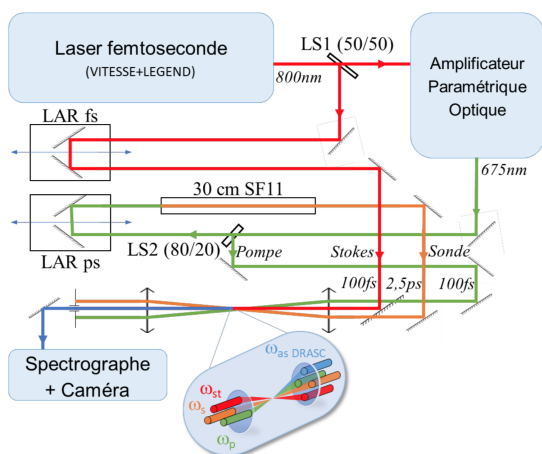 Laser femtoseconde
(VITESSE+LEGEND)
LS1 (50/50)
800nm
Amplificateur
Paramétrique
Optique
LAR fs
675nm
30 cm SF11
LAR ps
LS2 (80/20)
Pompe
Stokes
Sonde
100fs
2,5ps
100fs
Spectrographe
+ Caméra
ωas DRASC
ωst
ωs
ωp